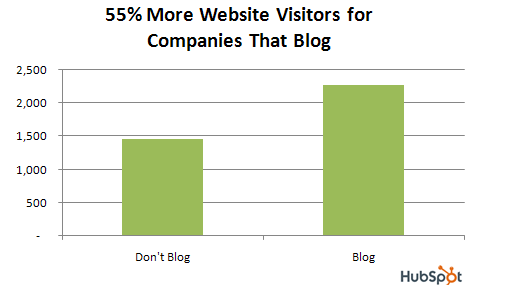 55% More Website Visitors for
Companies That Blog
2,500
2,000
1,500
1,000
500
-
Don't Blog
Blog
HubSpot